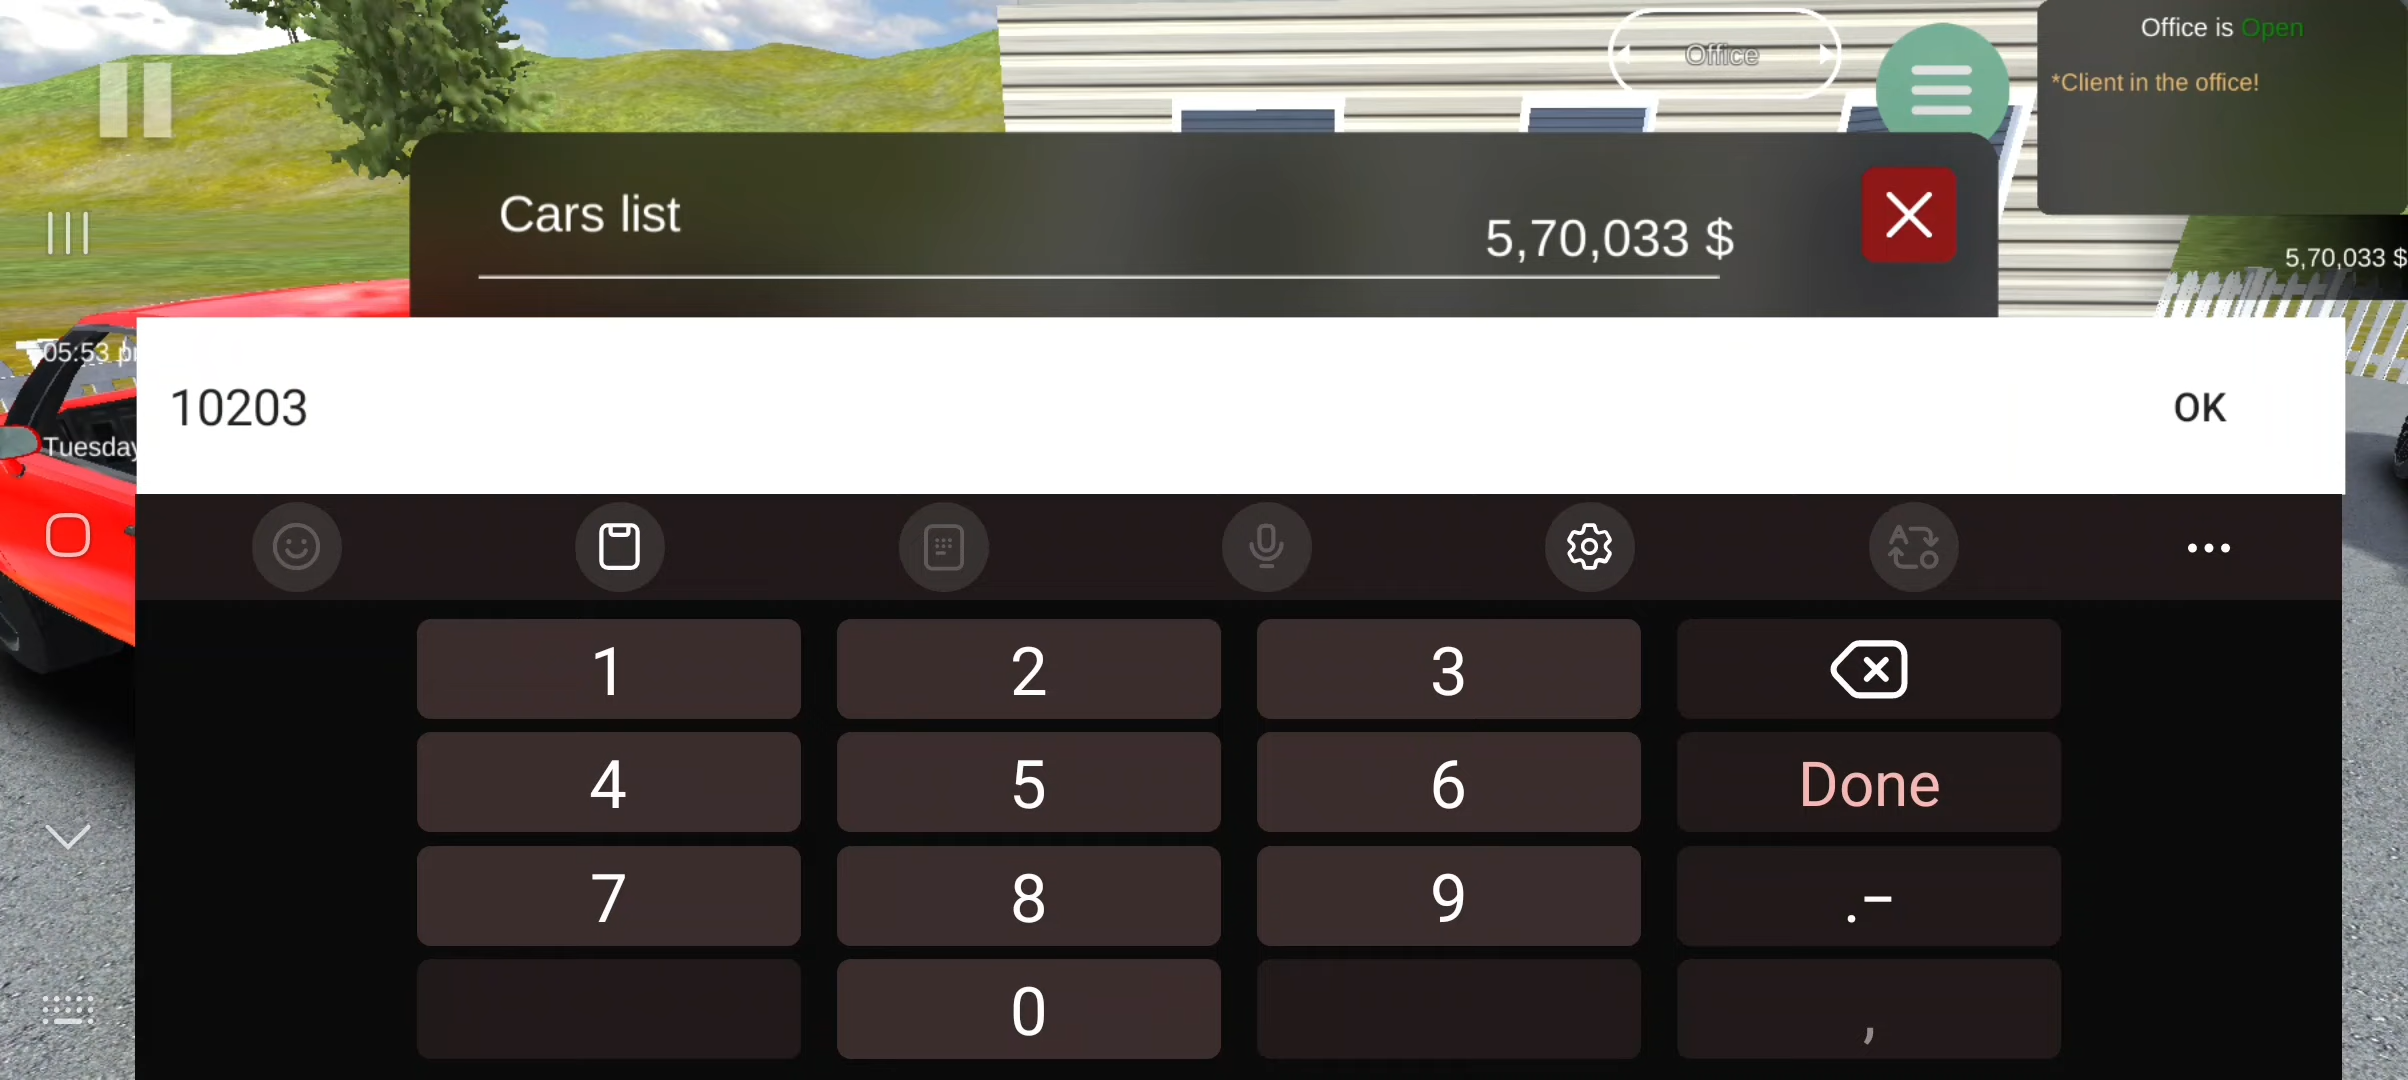 Office
Office is Open
*Client in the office!
Cars list
5,70,033 $
5,70,033 $
05:53
10203
OK
Tuesday
1
2
3
4
5
6
Done
7
8
9
.-
0
,